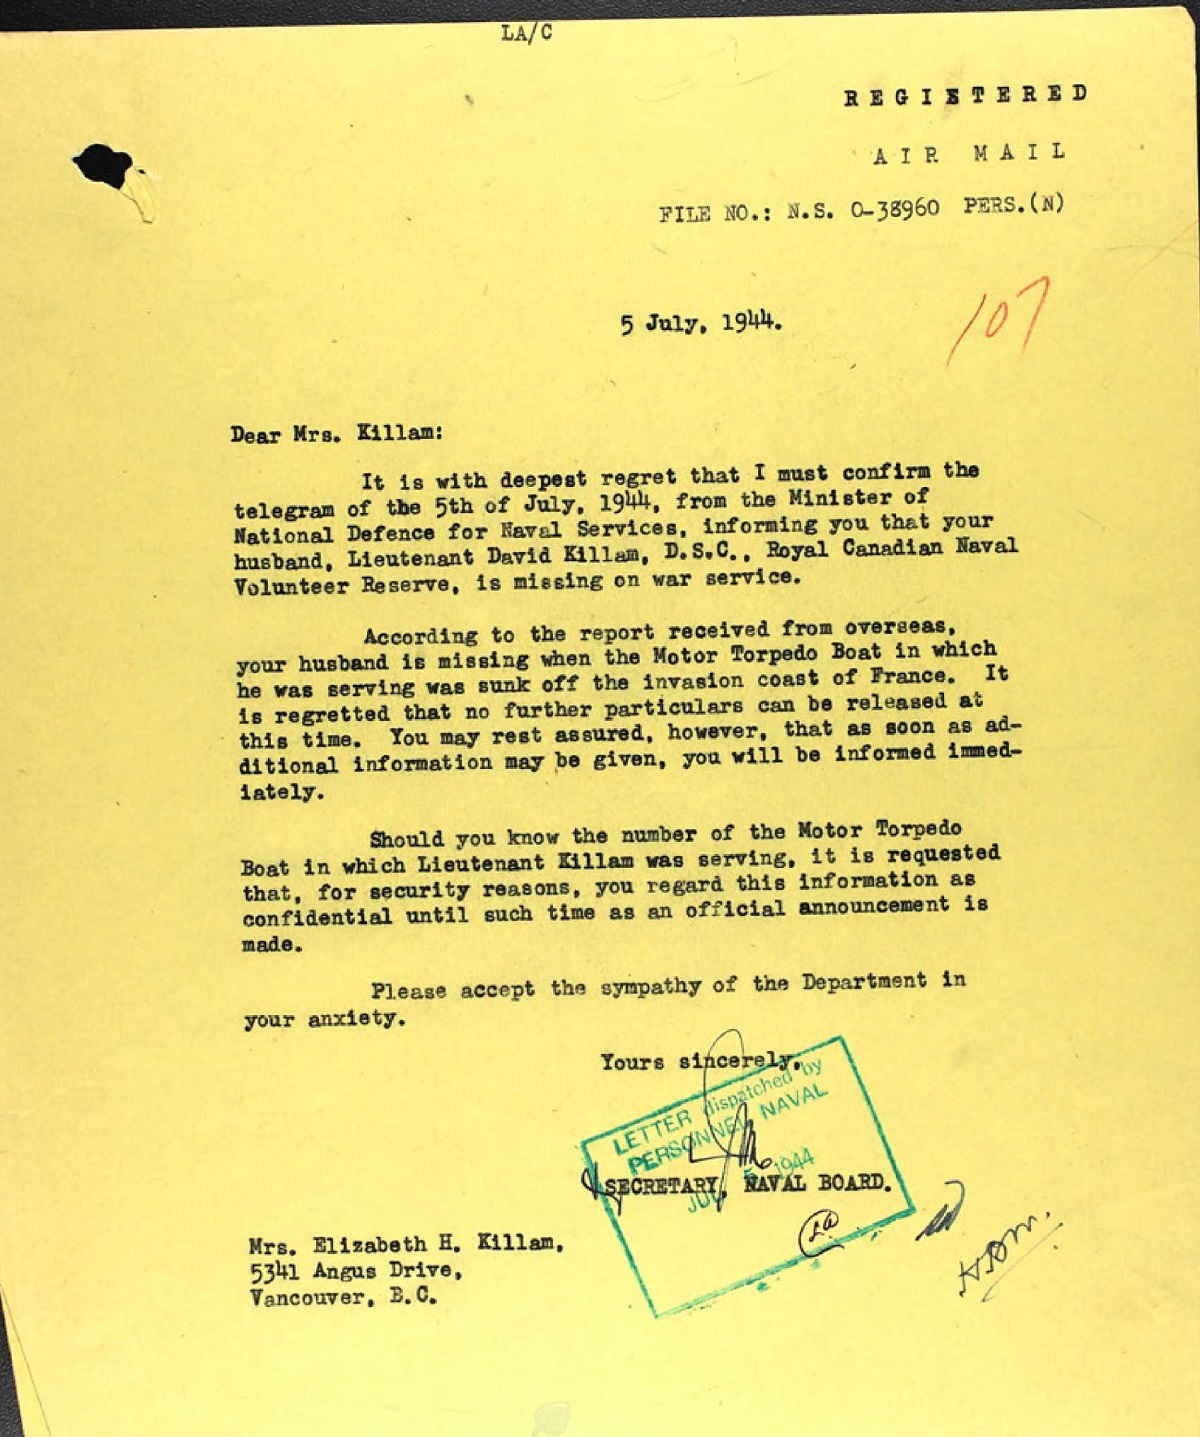 LA/C
REGISTERED
AIR MAIL
FILE NO.: N.S. O-38960 PERS.(N)
107
5 July, 1944.
Dear Mrs. Killam:
It is with deepest regret that I must confirm the
telegram of the 5th of July, 1944, from the Minister of
National Defence for Naval Services, informing you that your
husband, Lieutenant David Killam, D.S.C., Royal Canadian Naval
Volunteer Reserve, is missing on war service.
According to the report received from overseas,
your husband is missing when the Motor Torpedo Boat in which
he was serving was sunk off the invasion coast of France. It
is regretted that no further particulars can be released at
this time. You may rest assured, however, that as soon as ad-
ditional information may be given, you will be informed immed-
iately.
Should you know the number of the Motor Torpedo
Boat in which Lieutenant Killam was serving, it is requested
that, for security reasons, you regard this information as
confidential until such time as an official announcement is
made.
Please accept the sympathy of the Department in
your anxiety.
Yours sincerely,
LETTER dispatched by
PERSONNEL NAVAL
JUL 5 1944
SECRETARY, NAVAL BOARD.
Mrs. Elizabeth H. Killam,
5341 Angus Drive,
Vancouver, B.C.